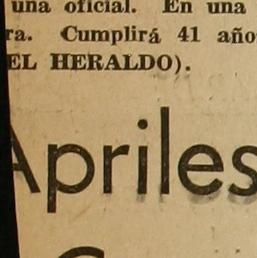 una oficial. En una
ra. Cumplirá 41 año
EL HERALDO).
Apriles